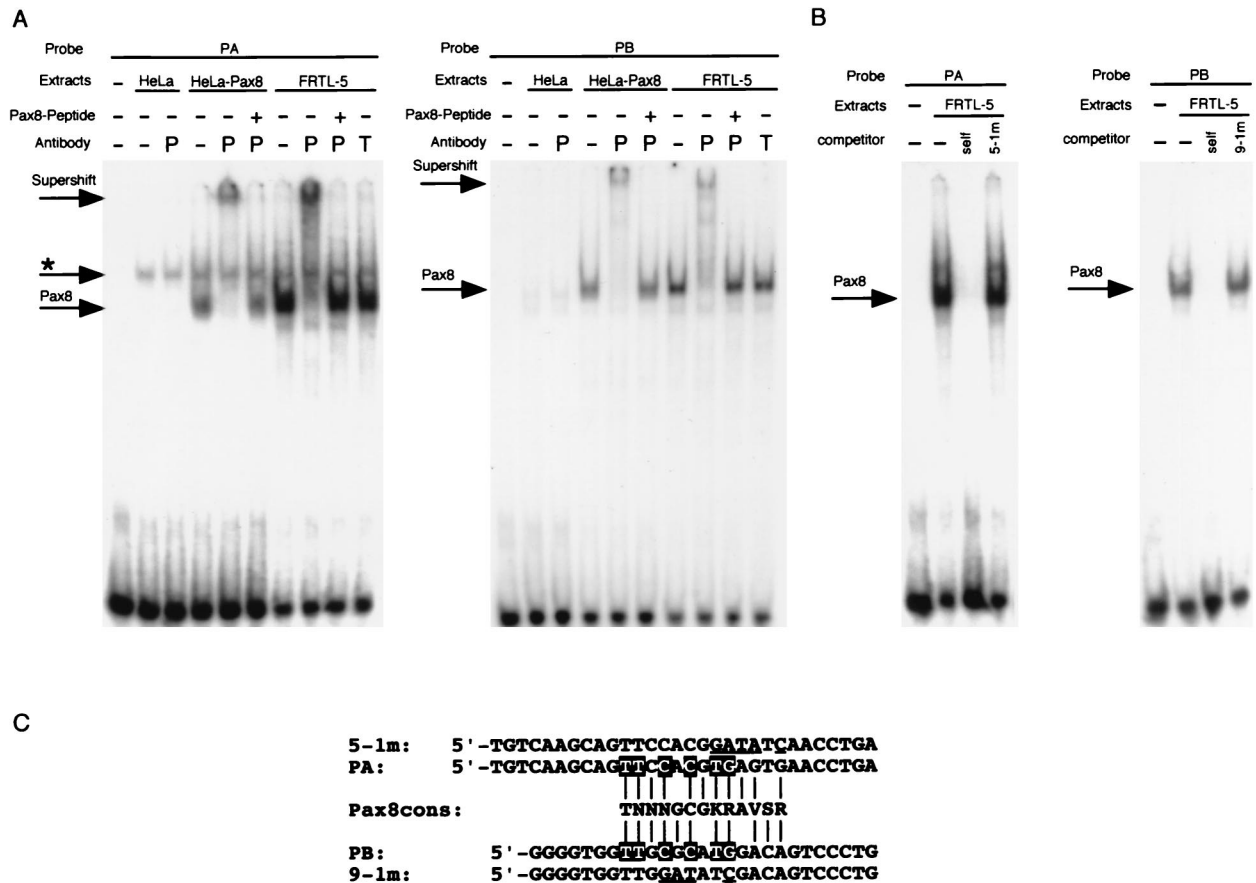 A
Probe PA
Extracts – HeLa HeLa-Pax8 FRTL-5
Pax8-Peptide – – – – – + – – + –
Antibody – – P – P P – P P T
Supershift
*
Pax8
Probe PB
Extracts – HeLa HeLa-Pax8 FRTL-5
Pax8-Peptide – – – – – + – – + –
Antibody – – P – P P – P P T
Supershift
Pax8
B
Probe PA
Extracts – FRTL-5
competitor – – self 5-1m
Pax8
Probe PB
Extracts – FRTL-5
competitor – – self 9-1m
Pax8
C
5-1m: 5'-TGTCAAGCAGTTCCACGGATATCAACCTGA
PA: 5'-TGTCAAGCAGTTCCACGTGAGTGAACCTGA
Pax8cons: TNNNGCGKRAVSR
PB: 5'-GGGGTGGTTGCGCATGGACAGTCCCTG
9-1m: 5'-GGGGTGGTTGGATATCGACAGTCCCTG